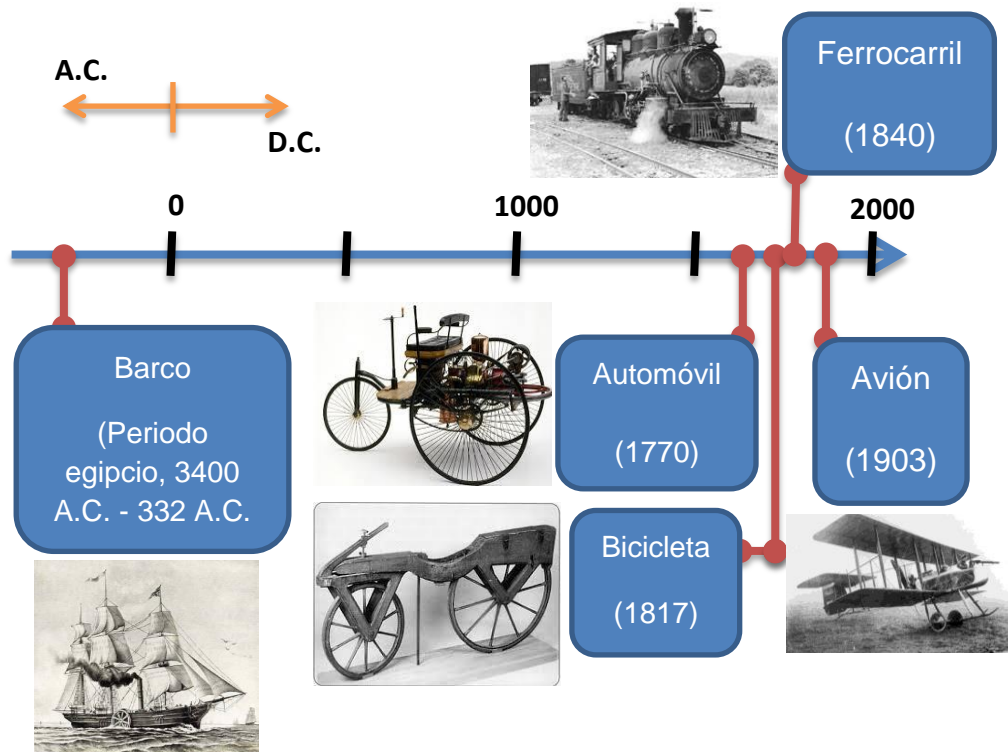 A.C.
D.C.
0
1000
2000
Ferrocarril
(1840)
Barco
(Periodo
egipcio, 3400
A.C. - 332 A.C.
Automóvil
(1770)
Avión
(1903)
Bicicleta
(1817)